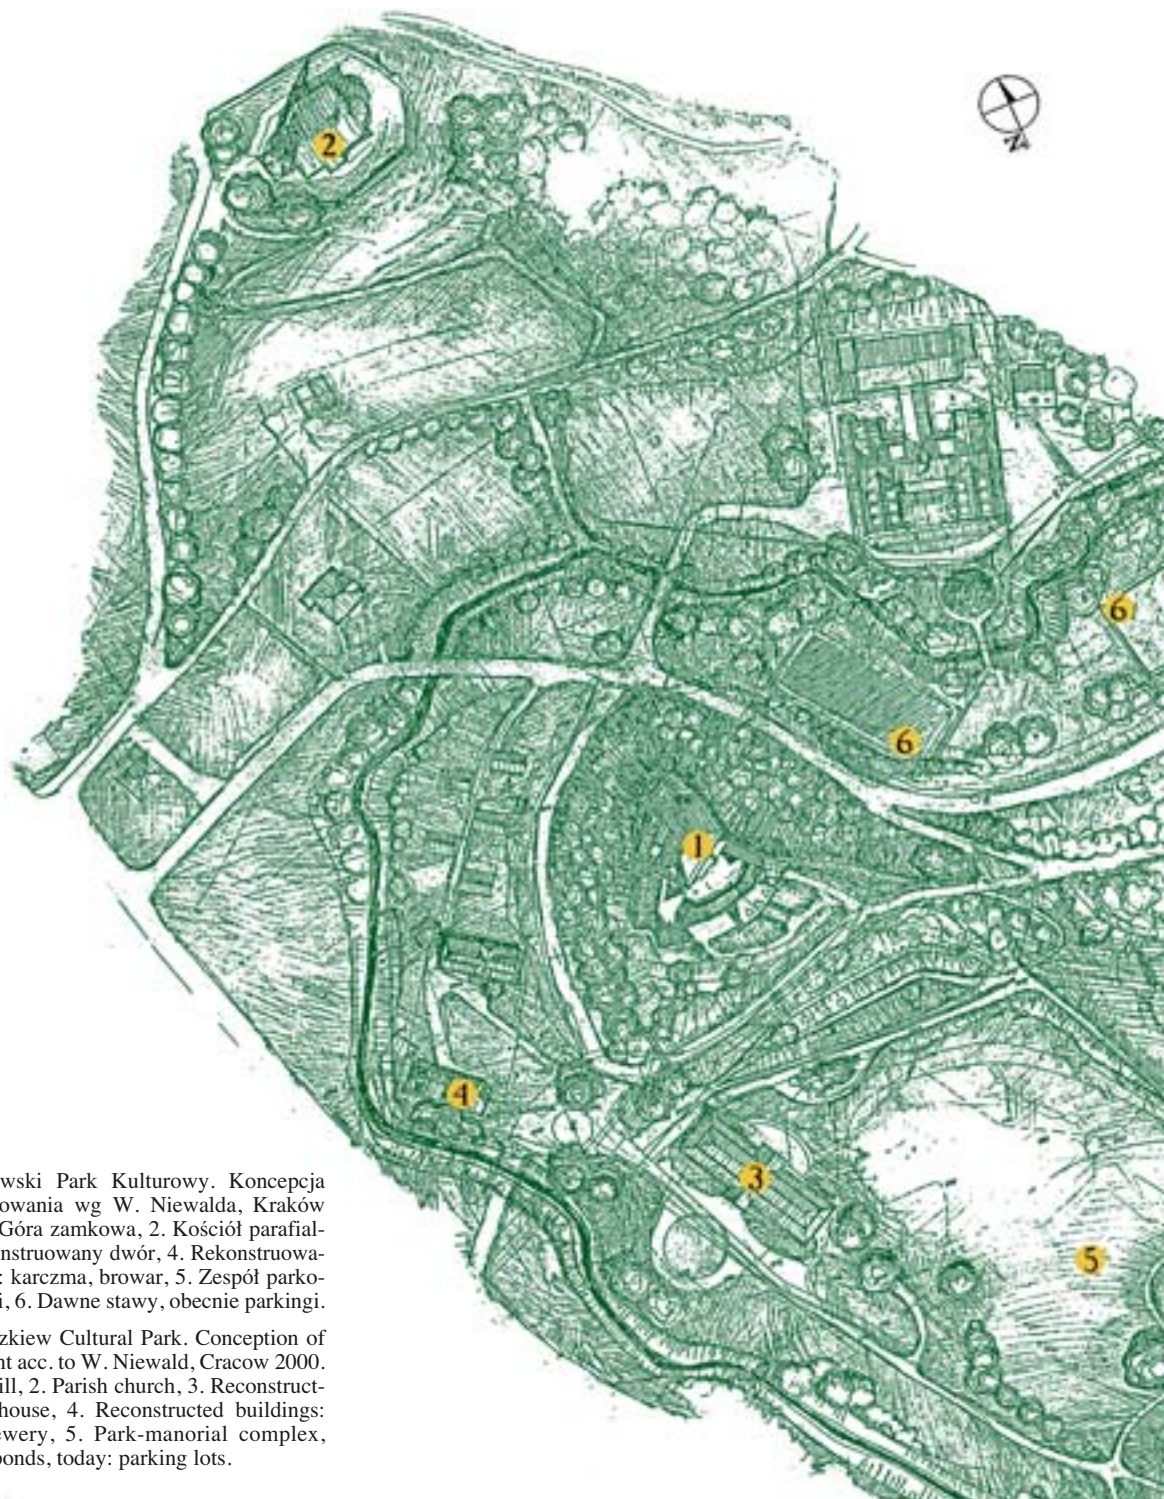 2
N
6
6
1
4
3
5
wski Park Kulturowy. Koncepcja
owania wg W. Niewalda, Kraków
Góra zamkowa, 2. Kościół parafial-
nstruowany dwór, 4. Rekonstruowa-
: karczma, browar, 5. Zespół parko-
i, 6. Dawne stawy, obecnie parkingi.
zkiew Cultural Park. Conception of
nt acc. to W. Niewald, Cracow 2000.
ill, 2. Parish church, 3. Reconstruct-
house, 4. Reconstructed buildings:
ewery, 5. Park-manorial complex,
onds, today: parking lots.